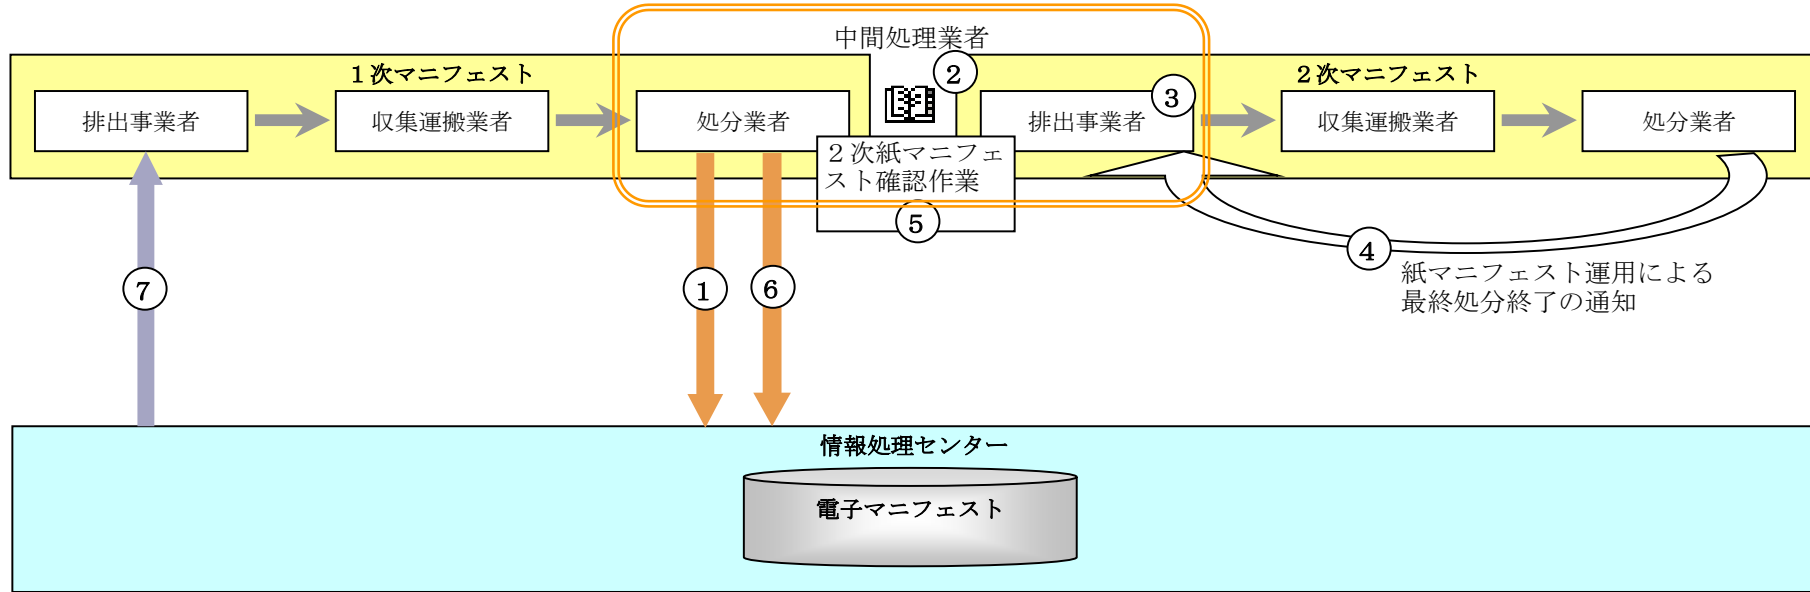 中間処理業者
１次マニフェスト
２次マニフェスト
②
③
排出事業者
収集運搬業者
処分業者
排出事業者
収集運搬業者
処分業者
２次紙マニフェ
スト確認作業
⑤
④
紙マニフェスト運用による
最終処分終了の通知
⑦
①
⑥
情報処理センター
電子マニフェスト